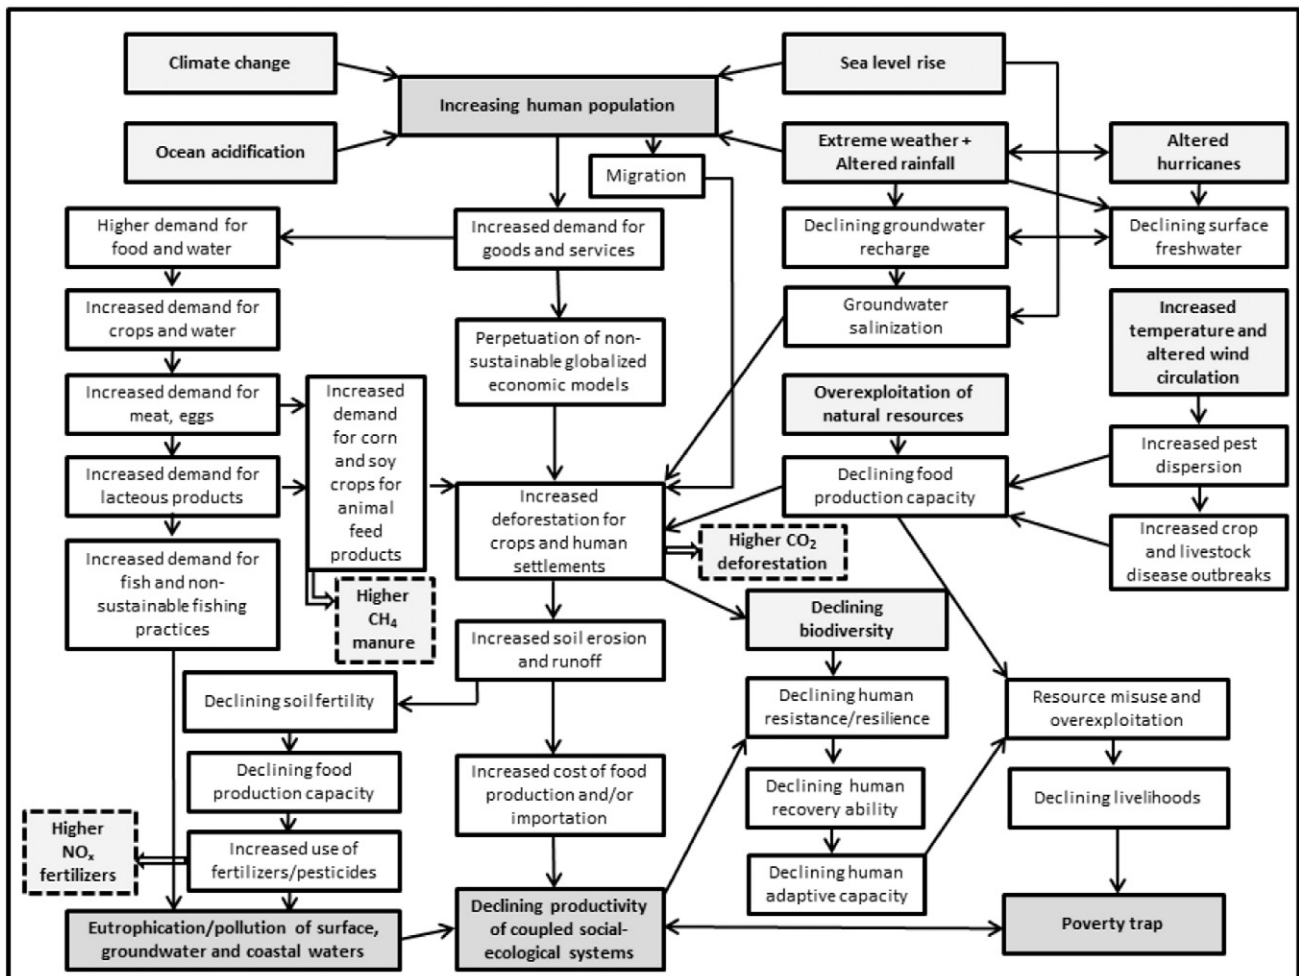 Climate change
Sea level rise
Increasing human population
Ocean acidification
Extreme weather +
Altered rainfall
Altered
hurricanes
Migration
Higher demand for
food and water
Increased demand for
goods and services
Declining groundwater
recharge
Declining surface
freshwater
Increased demand for
crops and water
Perpetuation of non-
sustainable globalized
economic models
Groundwater
salinization
Increased
temperature and
altered wind
circulation
Increased demand for
meat, eggs
Increased
demand
for corn
and soy
crops for
animal
feed
products
Overexploitation of
natural resources
Increased pest
dispersion
Increased demand for
lacteous products
Increased
deforestation for
crops and human
settlements
Declining food
production capacity
Increased crop
and livestock
disease outbreaks
Increased demand for
fish and non-
sustainable fishing
practices
Higher CO₂
deforestation
Higher
CH₄
manure
Declining
biodiversity
Increased soil erosion
and runoff
Declining soil fertility
Declining human
resistance/resilience
Resource misuse and
overexploitation
Declining food
production capacity
Increased cost of food
production and/or
importation
Declining human
recovery ability
Declining livelihoods
Higher
NOₓ
fertilizers
Increased use of
fertilizers/pesticides
Declining human
adaptive capacity
Eutrophication/pollution of surface,
groundwater and coastal waters
Declining productivity
of coupled social-
ecological systems
Poverty trap